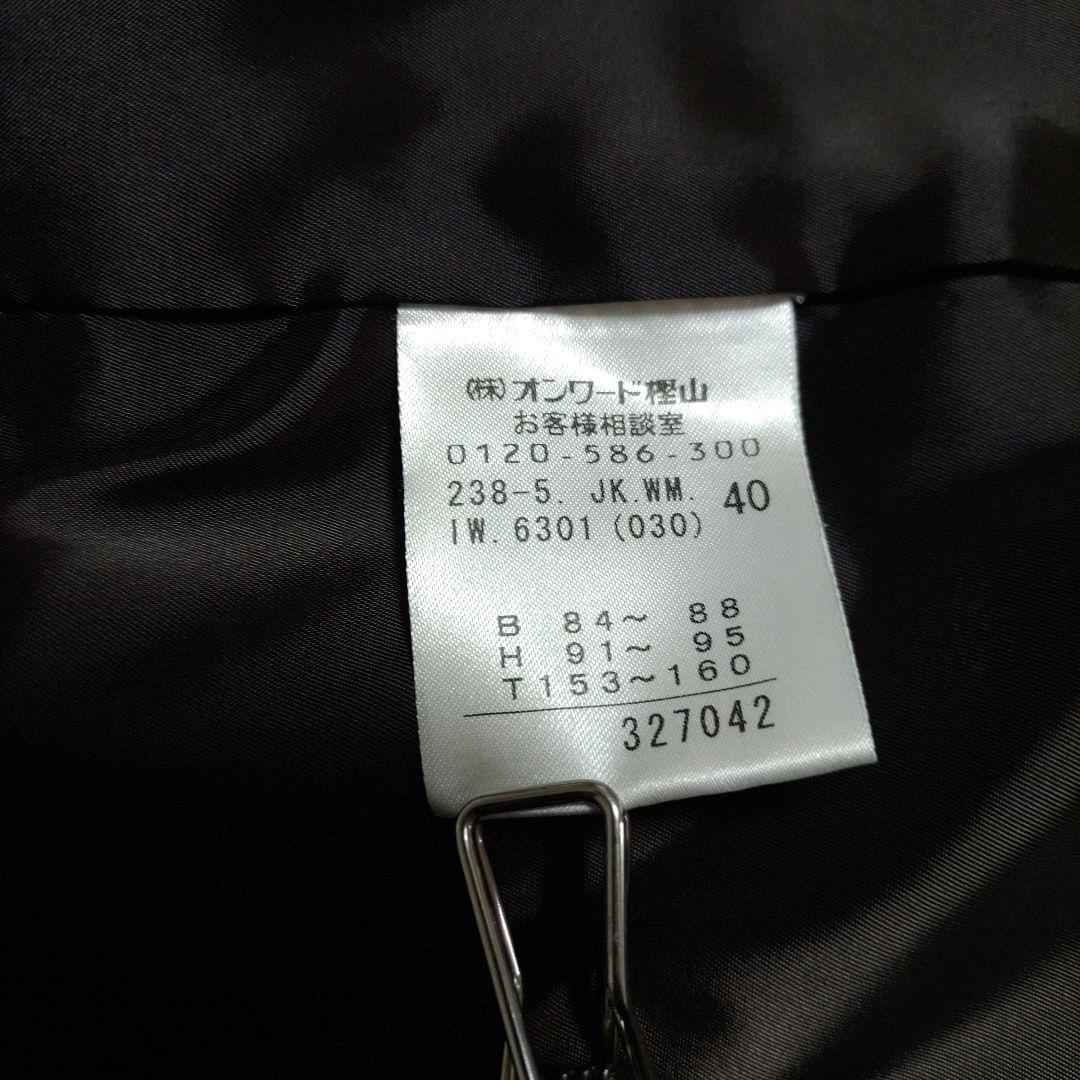 (株)オンワード樫山
お客様相談室
0120-586-300
238-5. JK.WM. 40
IW.6301(030)
B 84～ 88
H 91～ 95
T153～160
327042